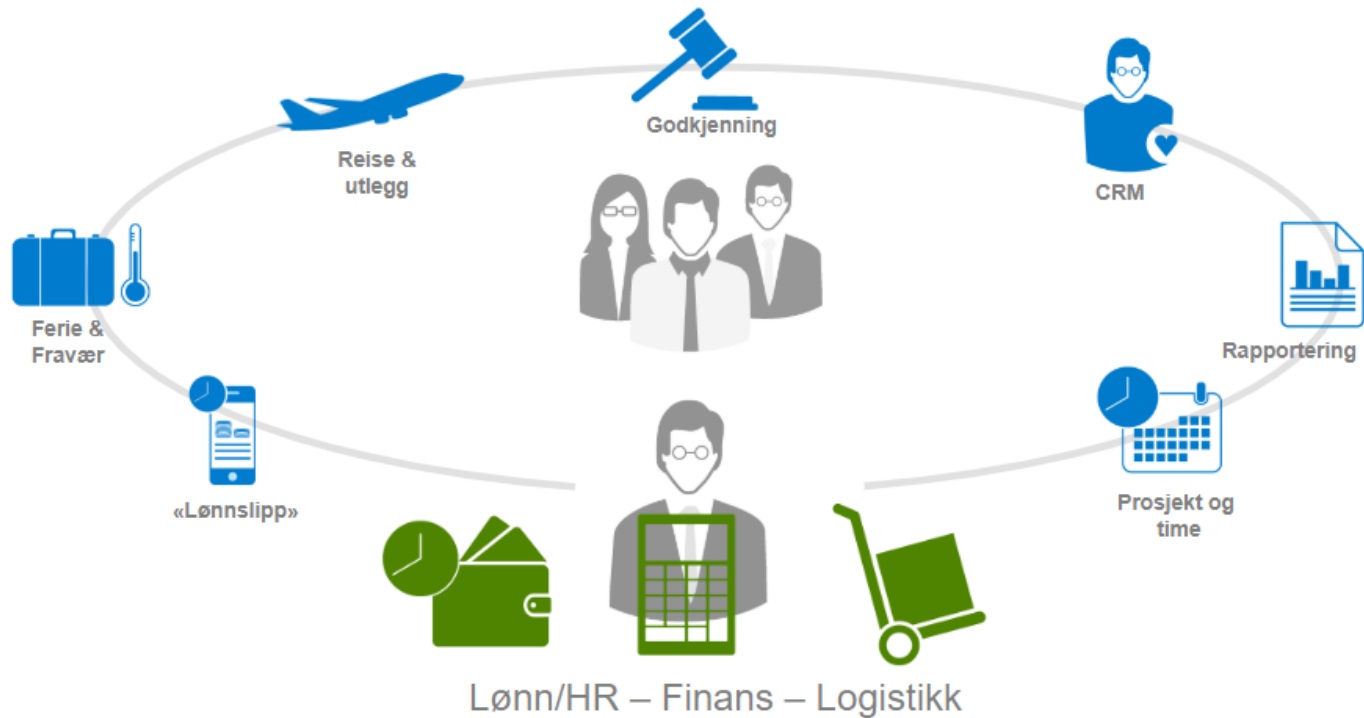 Godkjenning
Reise &
utlegg
CRM
Ferie &
Fravær
Rapportering
«Lønnslipp»
Prosjekt og
time
Lønn/HR – Finans – Logistikk